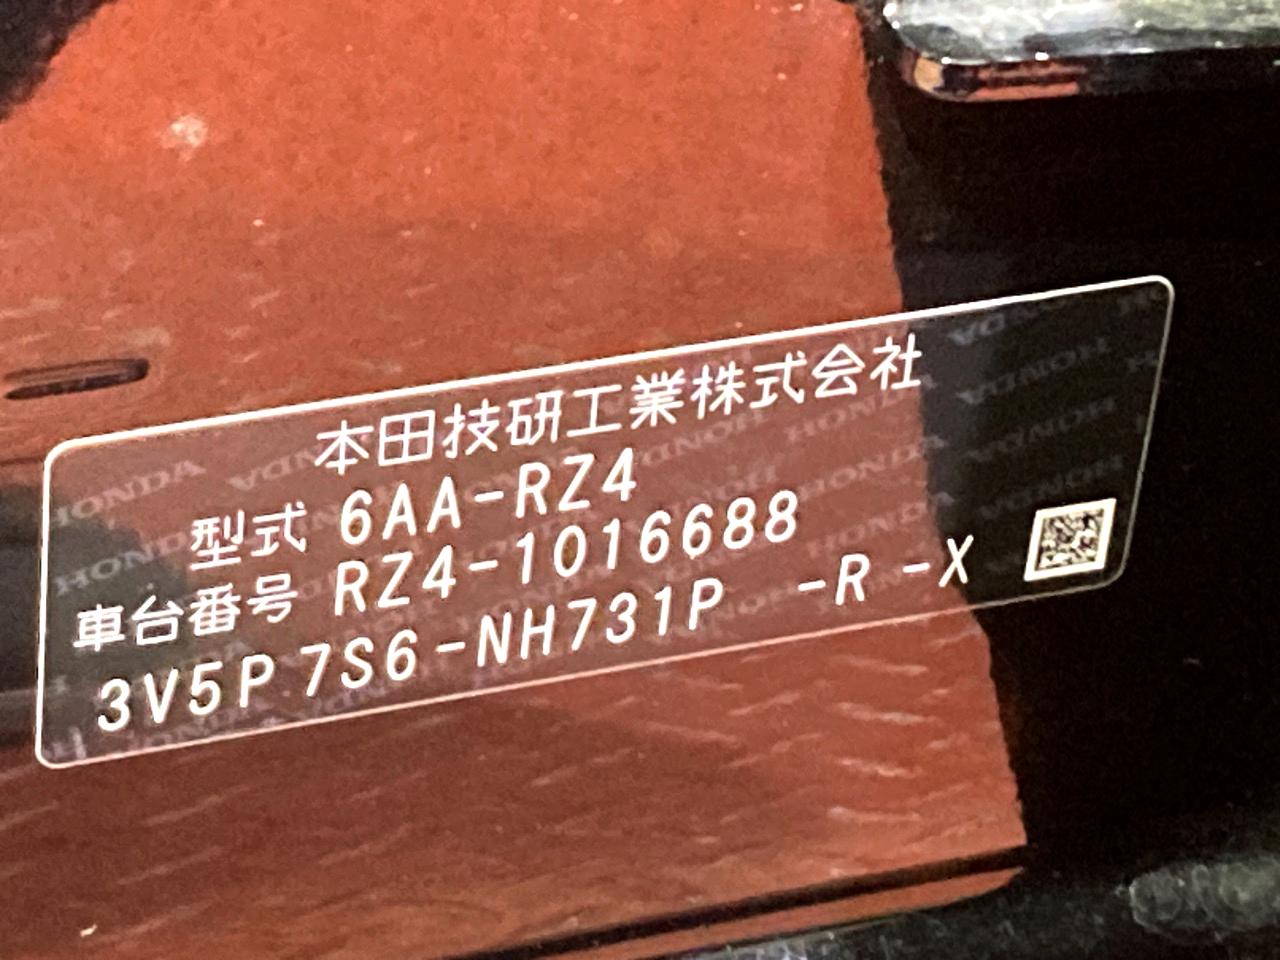 本田技研工業株式会社
型式 6AA-RZ4
車台番号 RZ4-1016688
3V5P 7S6-NH731P -R -X